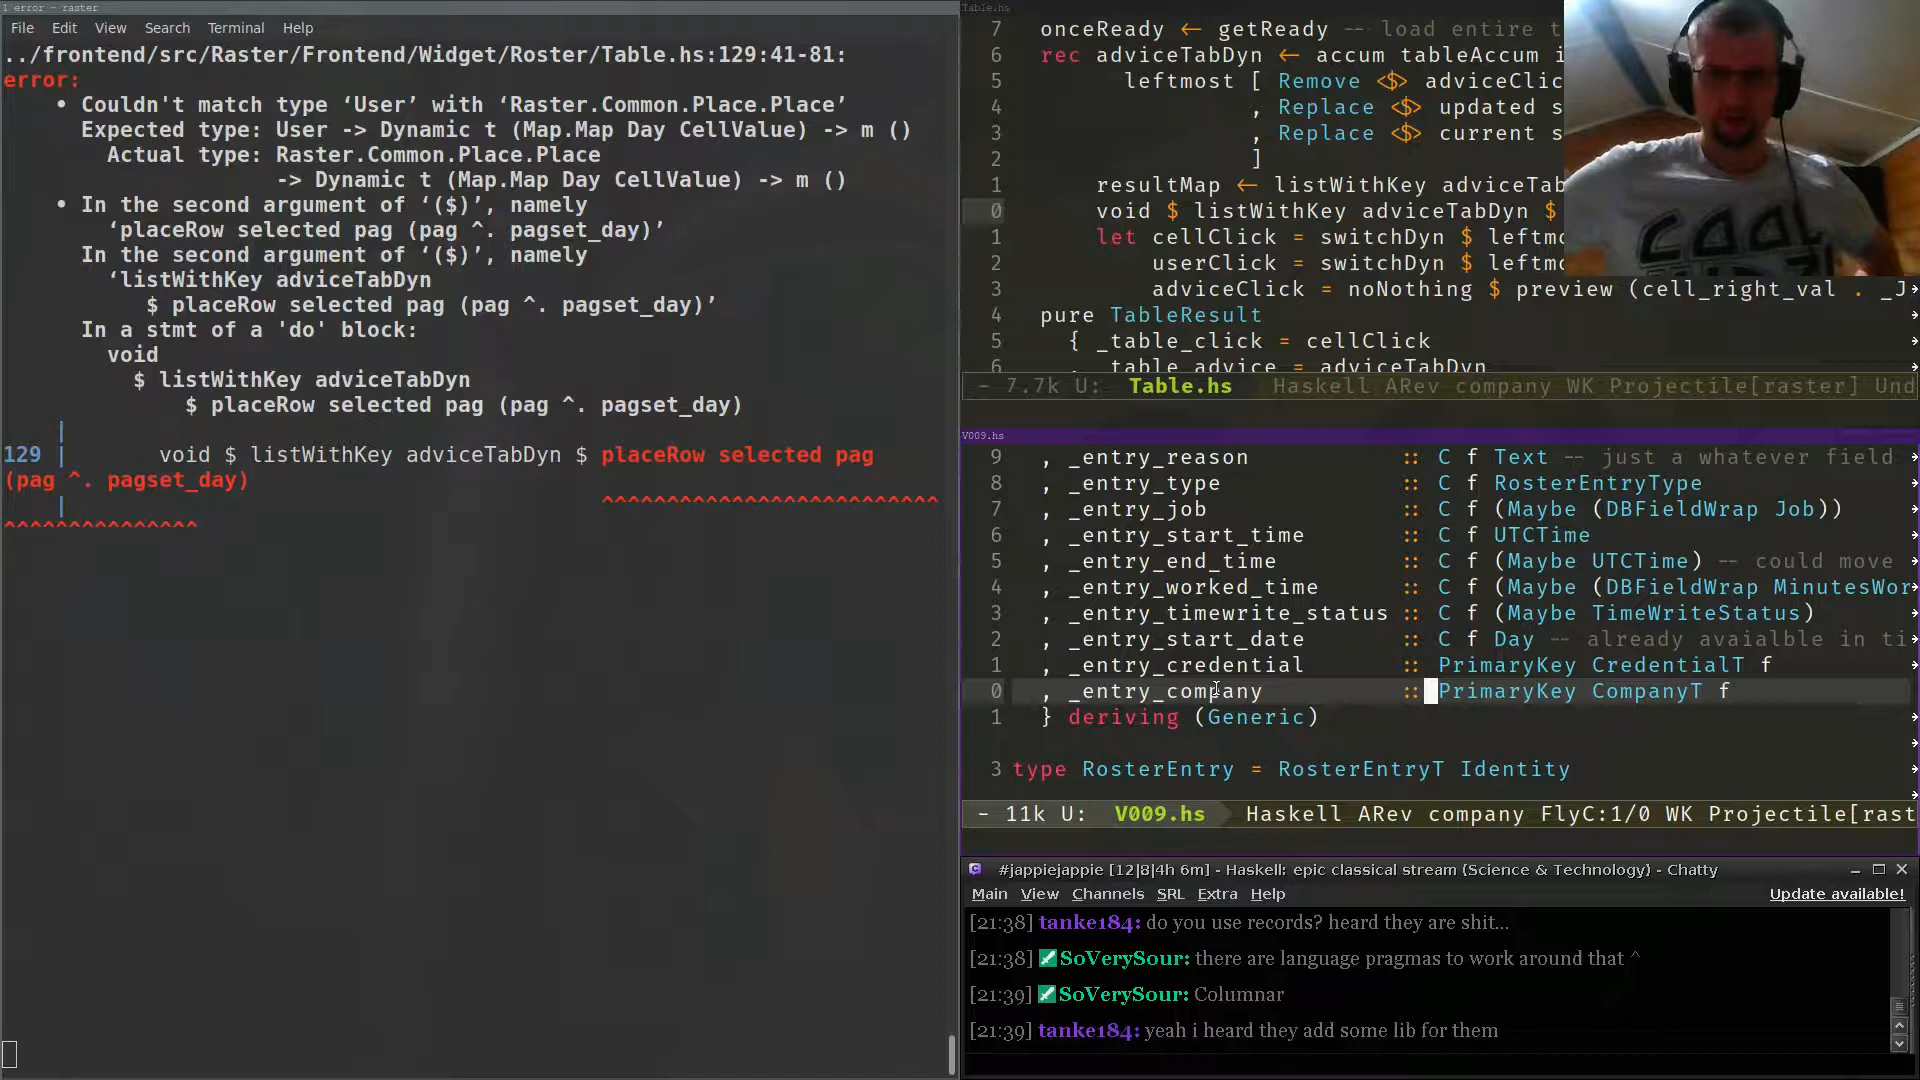 1 error - raster
File Edit View Search Terminal Help
../frontend/src/Raster/Frontend/Widget/Roster/Table.hs:129:41-81:
error:
• Couldn't match type ‘User’ with ‘Raster.Common.Place.Place’
Expected type: User -> Dynamic t (Map.Map Day CellValue) -> m ()
Actual type: Raster.Common.Place.Place
-> Dynamic t (Map.Map Day CellValue) -> m ()
• In the second argument of ‘($)’, namely
‘placeRow selected pag (pag ^. pagset_day)’
In the second argument of ‘($)’, namely
‘listWithKey adviceTabDyn
$ placeRow selected pag (pag ^. pagset_day)’
In a stmt of a 'do' block:
void
$ listWithKey adviceTabDyn
$ placeRow selected pag (pag ^. pagset_day)
|
129 | void $ listWithKey adviceTabDyn $ placeRow selected pag
(pag ^. pagset_day)
| ^^^^^^^^^^^^^^^^^^^^^^^^^^
^^^^^^^^^^^^^^^
Table.hs
7 onceReady ← getReady -- load entire t
6 rec adviceTabDyn ← accum tableAccum i
5 leftmost [ Remove <$> adviceClic
4 , Replace <$> updated s
3 , Replace <$> current s
2 ]
1 resultMap ← listWithKey adviceTab
0 void $ listWithKey adviceTabDyn $
1 let cellClick = switchDyn $ leftmo
2 userClick = switchDyn $ leftmo
3 adviceClick = noNothing $ preview (cell_right_val . _J
4 pure TableResult
5 { _table_click = cellClick
6 , _table_advice = adviceTabDyn
- 7.7k U: Table.hs Haskell ARev company WK Projectile[raster] Und
V009.hs
9 , _entry_reason :: C f Text -- just a whatever field
8 , _entry_type :: C f RosterEntryType
7 , _entry_job :: C f (Maybe (DBFieldWrap Job))
6 , _entry_start_time :: C f UTCTime
5 , _entry_end_time :: C f (Maybe UTCTime) -- could move
4 , _entry_worked_time :: C f (Maybe (DBFieldWrap MinutesWor
3 , _entry_timewrite_status :: C f (Maybe TimeWriteStatus)
2 , _entry_start_date :: C f Day -- already avaialble in ti
1 , _entry_credential :: PrimaryKey CredentialT f
0 , _entry_company :: PrimaryKey CompanyT f
1 } deriving (Generic)
3 type RosterEntry = RosterEntryT Identity
- 11k U: V009.hs Haskell ARev company FlyC:1/0 WK Projectile[rast
#jappiejappie [12|8|4h 6m] - Haskell: epic classical stream (Science & Technology) - Chatty
Main View Channels SRL Extra Help Update available!
[21:38] tanke184: do you use records? heard they are shit...
[21:38] SoVerySour: there are language pragmas to work around that ^
[21:39] SoVerySour: Columnar
[21:39] tanke184: yeah i heard they add some lib for them